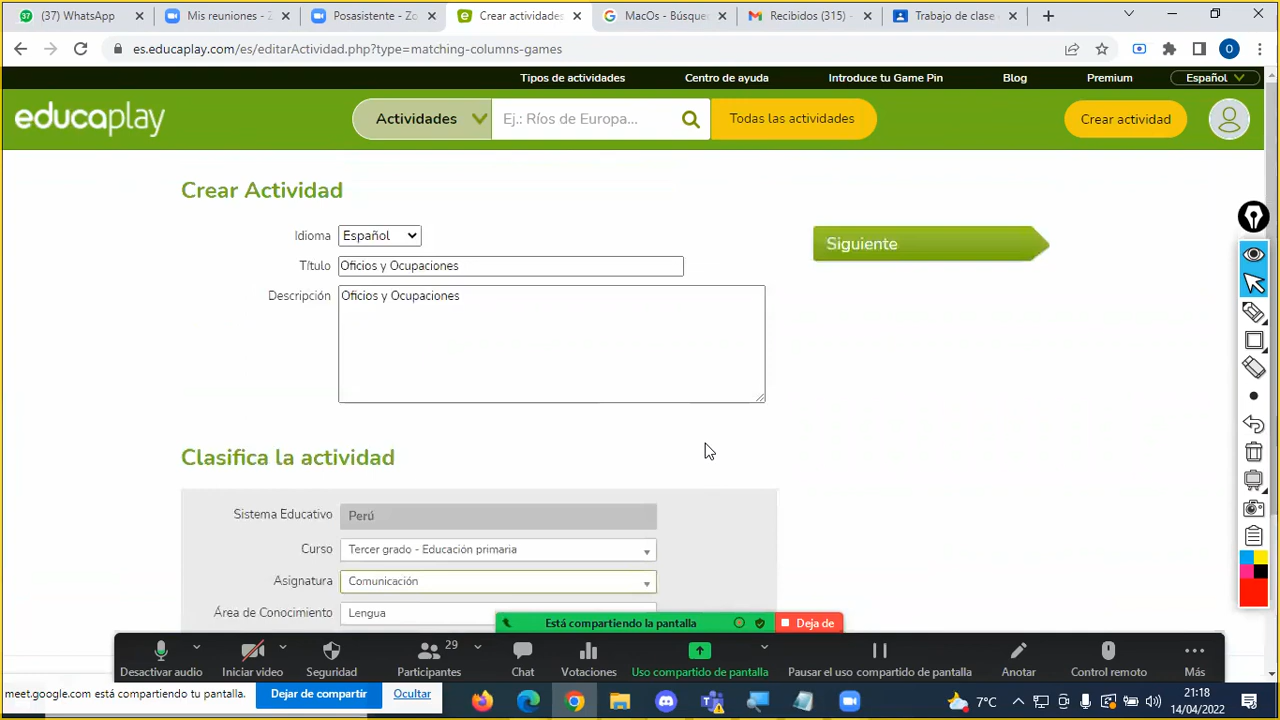 (37) WhatsApp
Mis reuniones - Z
Posasistente - Zo
Crear actividades
MacOs - Búsque
Recibidos (315) -
Trabajo de clase
es.educaplay.com/es/editarActividad.php?type=matching-columns-games
O
Tipos de actividades
Centro de ayuda
Introduce tu Game Pin
Blog
Premium
Español
educaplay
Actividades
Ej.: Ríos de Europa...
Todas las actividades
Crear actividad
Crear Actividad
Idioma Español
Siguiente
Título Oficios y Ocupaciones
Descripción Oficios y Ocupaciones
Clasifica la actividad
Sistema Educativo Perú
Curso Tercer grado - Educación primaria
Asignatura Comunicación
Área de Conocimiento Lengua
Está compartiendo la pantalla
Deja de
29
Desactivar audio
Iniciar video
Seguridad
Participantes
Chat
Votaciones
Uso compartido de pantalla
Pausar el uso compartido de pantalla
Anotar
Control remoto
Más
meet.google.com está compartiendo tu pantalla.
Dejar de compartir
Ocultar
7°C
21:18
14/04/2022